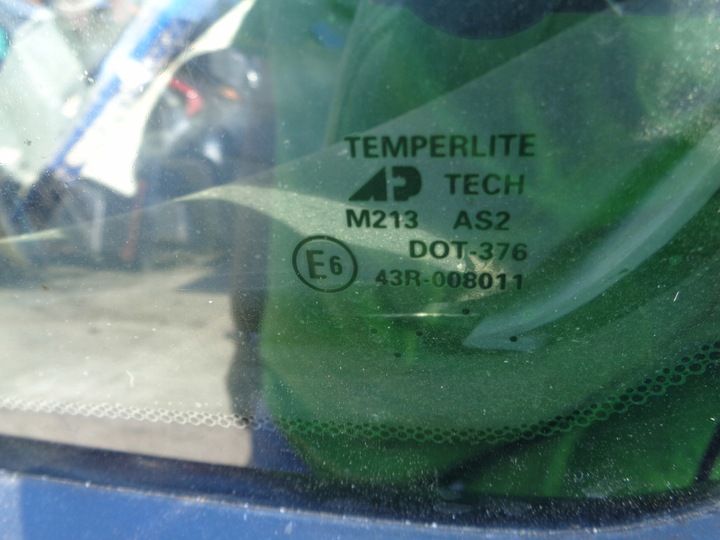 TEMPERLITE
AP TECH
M213 AS2
DOT-376
E6
43R-008011